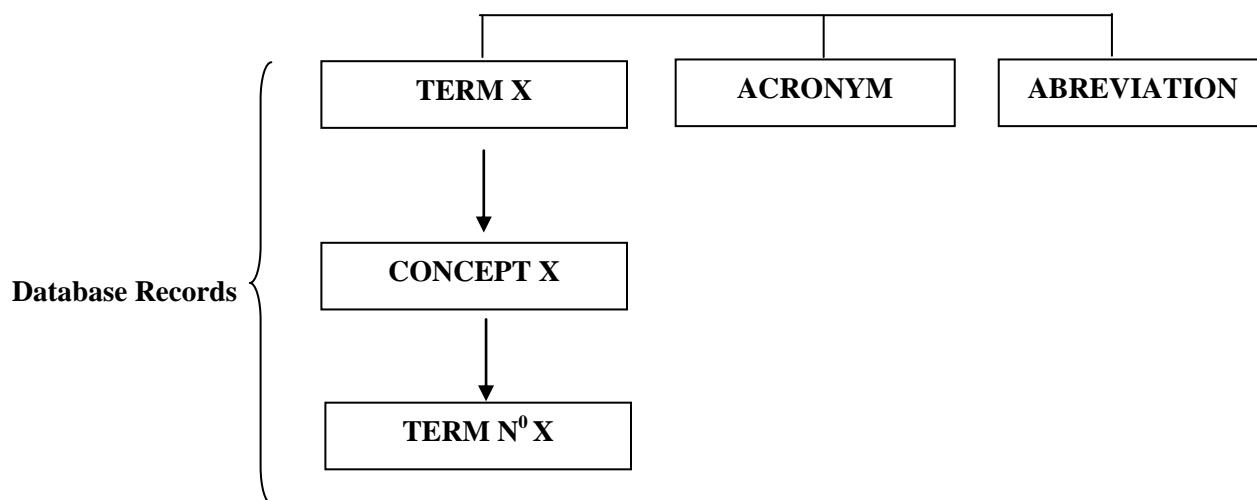 TERM X
ACRONYM
ABREVIATION
CONCEPT X
Database Records
TERM N⁰ X